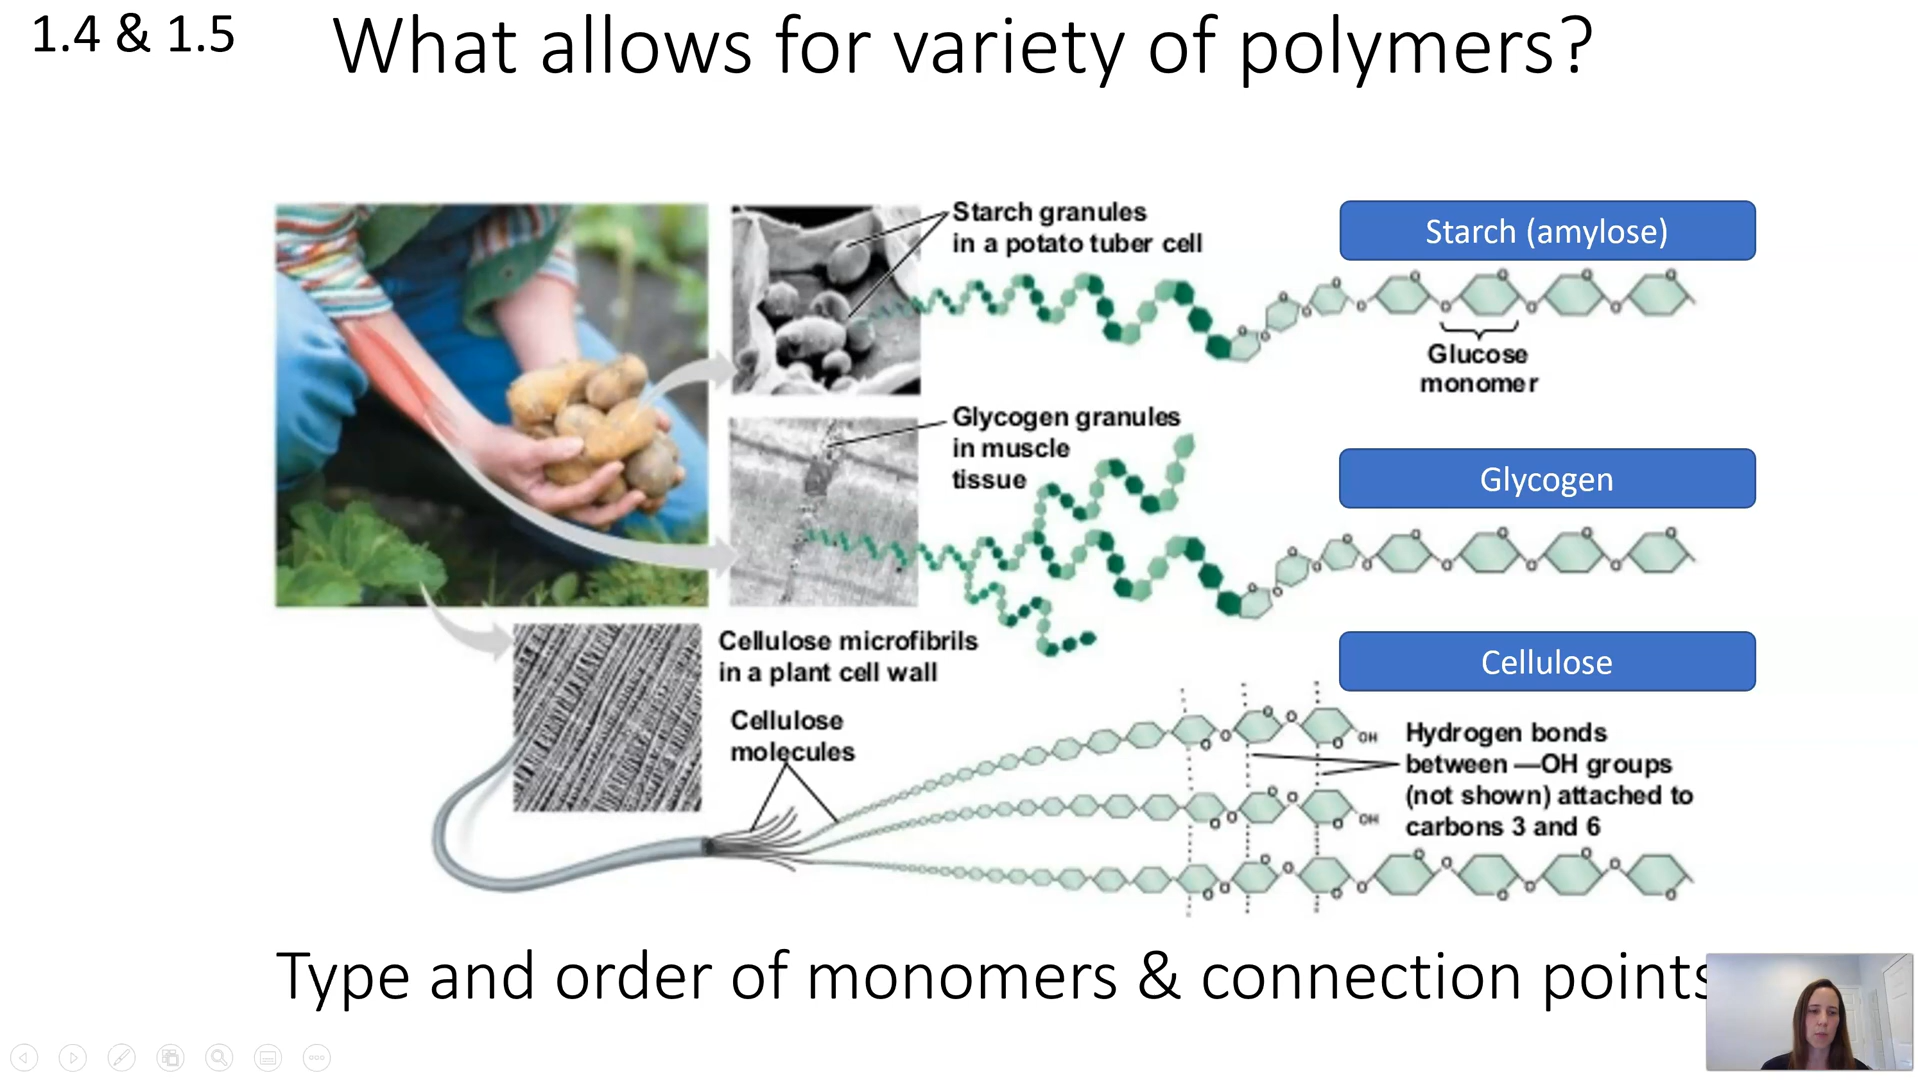 1.4 & 1.5
What allows for variety of polymers?
Starch granules
in a potato tuber cell
Starch (amylose)
Glucose
monomer
Glycogen granules
in muscle
tissue
Glycogen
Cellulose microfibrils
in a plant cell wall
Cellulose
Cellulose
molecules
Hydrogen bonds
between —OH groups
(not shown) attached to
carbons 3 and 6
OH
OH
Type and order of monomers & connection points